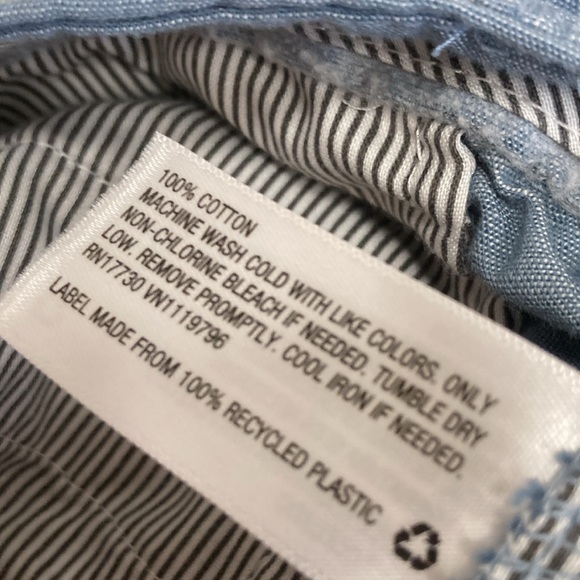 100% COTTON
MACHINE WASH COLD WITH LIKE COLORS. ONLY
NON-CHLORINE BLEACH IF NEEDED. TUMBLE DRY
LOW. REMOVE PROMPTLY. COOL IRON IF NEEDED.
RN17730 VN1119796
LABEL MADE FROM 100% RECYCLED PLASTIC